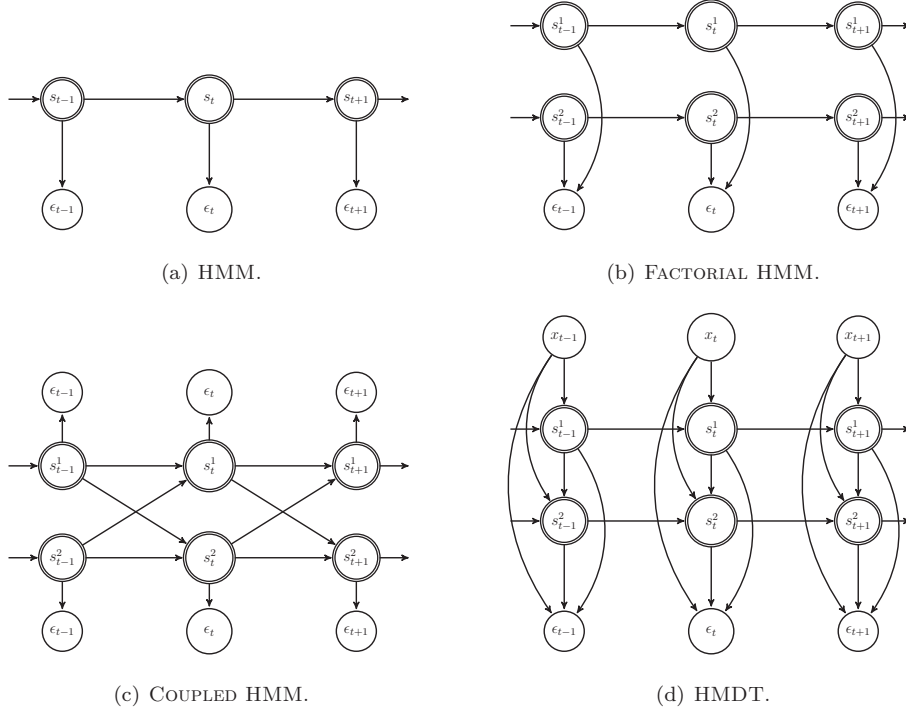 s_{t−1} s_t s_{t+1}
ϵ_{t−1} ϵ_t ϵ_{t+1}
(a) HMM.
s^1_{t−1} s^1_t s^1_{t+1}
s^2_{t−1} s^2_t s^2_{t+1}
ϵ_{t−1} ϵ_t ϵ_{t+1}
(b) FACTORIAL HMM.
ϵ_{t−1} ϵ_t ϵ_{t+1}
s^1_{t−1} s^1_t s^1_{t+1}
s^2_{t−1} s^2_t s^2_{t+1}
ϵ_{t−1} ϵ_t ϵ_{t+1}
(c) COUPLED HMM.
x_{t−1} x_t x_{t+1}
s^1_{t−1} s^1_t s^1_{t+1}
s^2_{t−1} s^2_t s^2_{t+1}
ϵ_{t−1} ϵ_t ϵ_{t+1}
(d) HMDT.